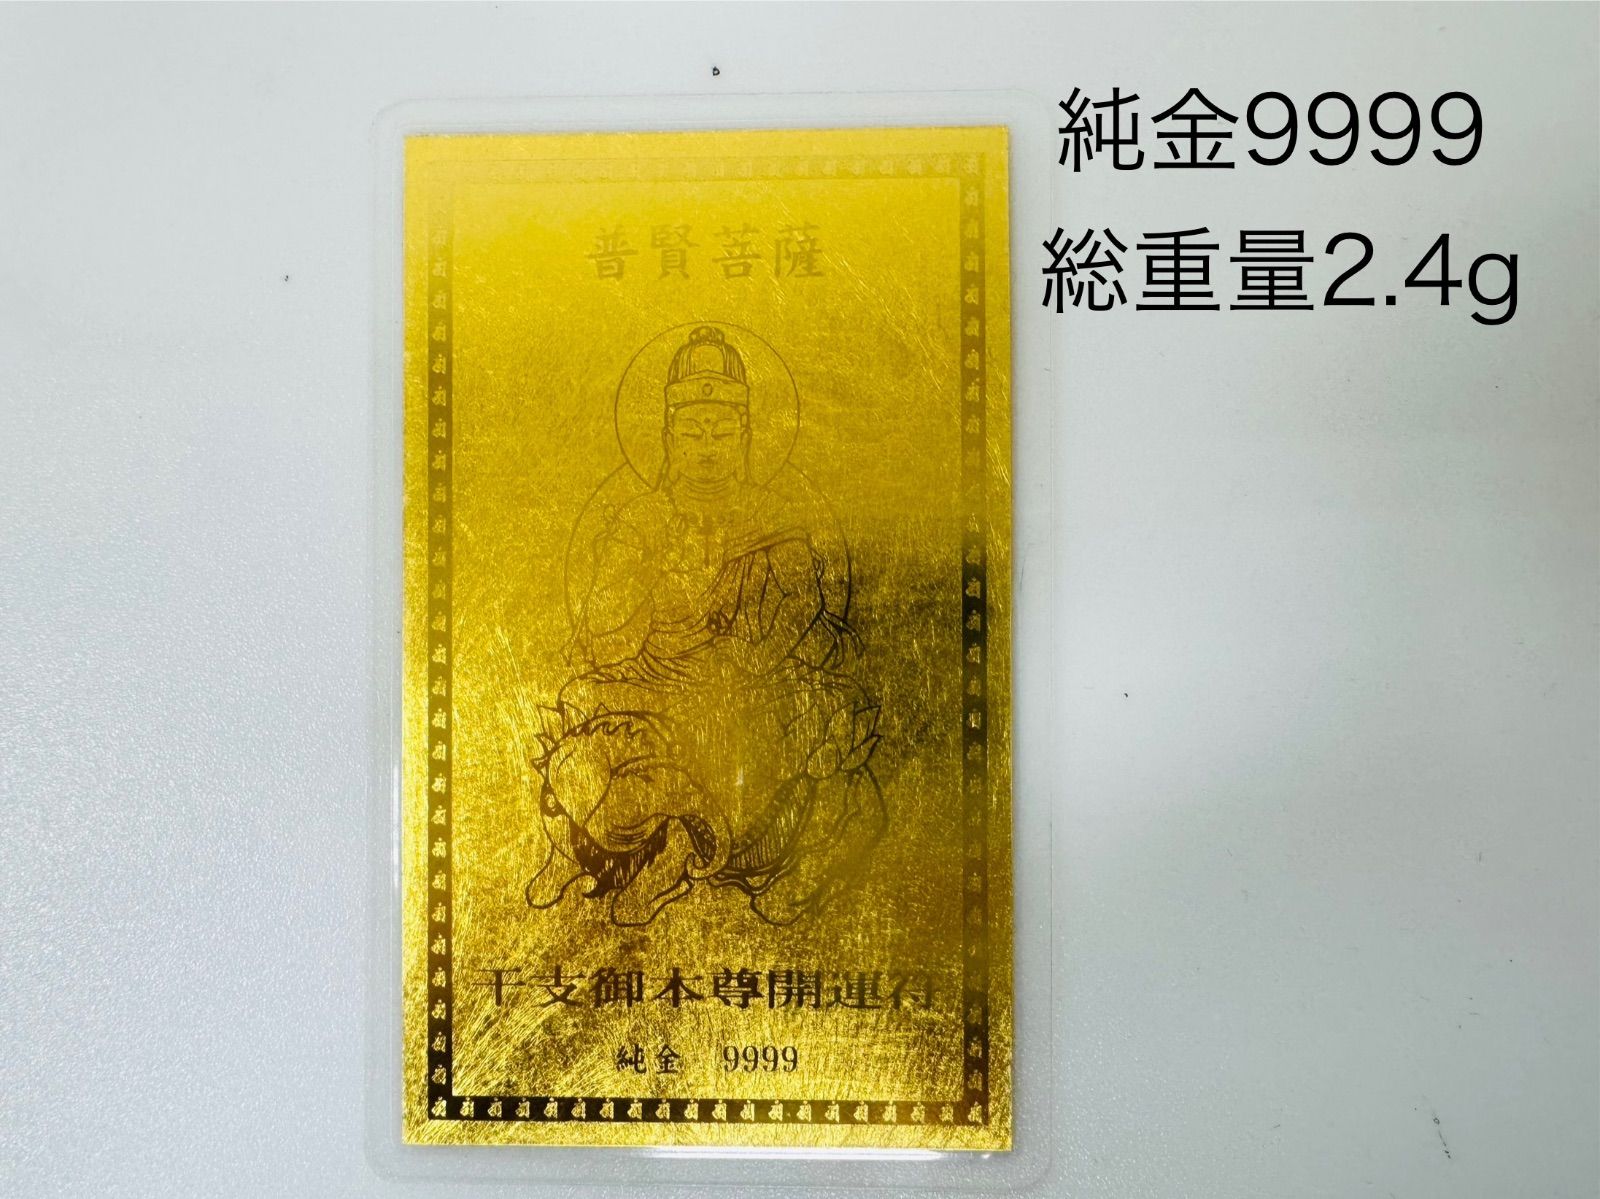 純金9999
総重量2.4g
普賢菩薩
干支御本尊開運符
純金 9999